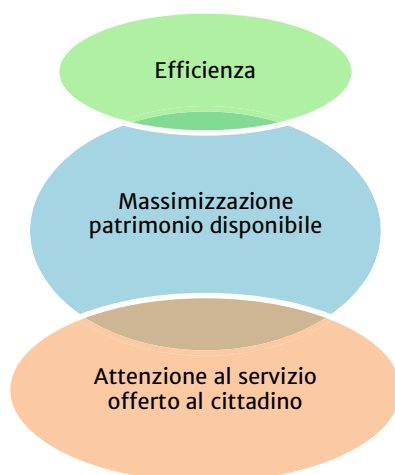 Efficienza
Massimizzazione
patrimonio disponibile
Attenzione al servizio
offerto al cittadino